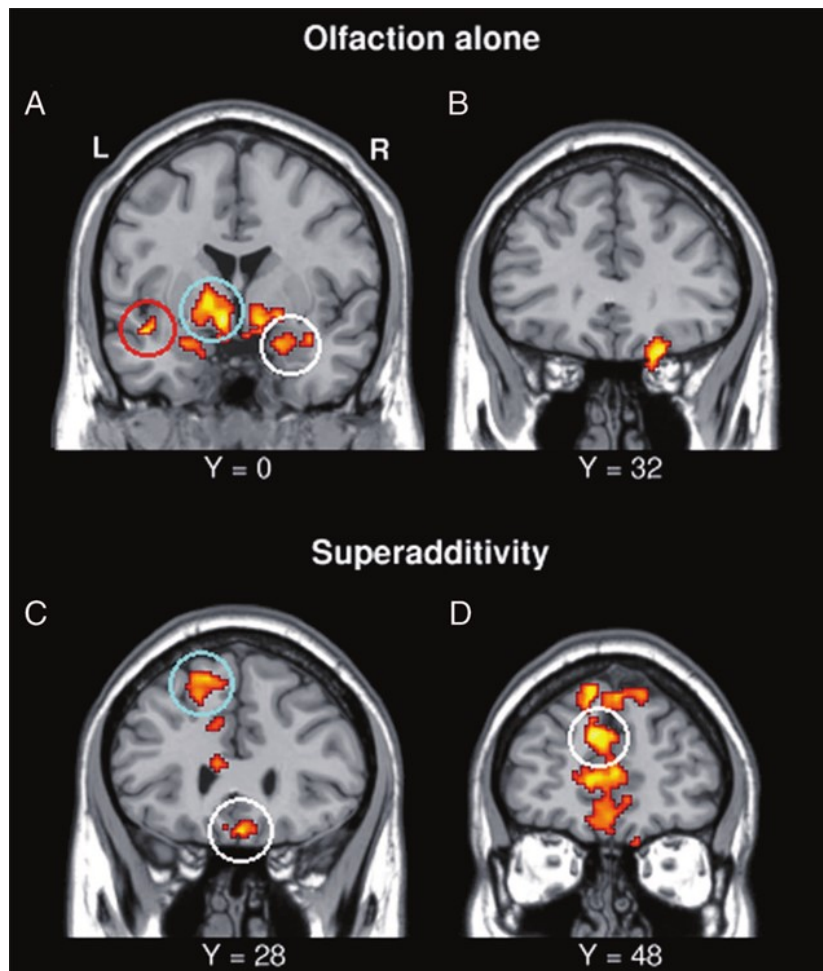 Olfaction alone
A
B
L
R
Y = 0
Y = 32
Superadditivity
C
D
Y = 28
Y = 48